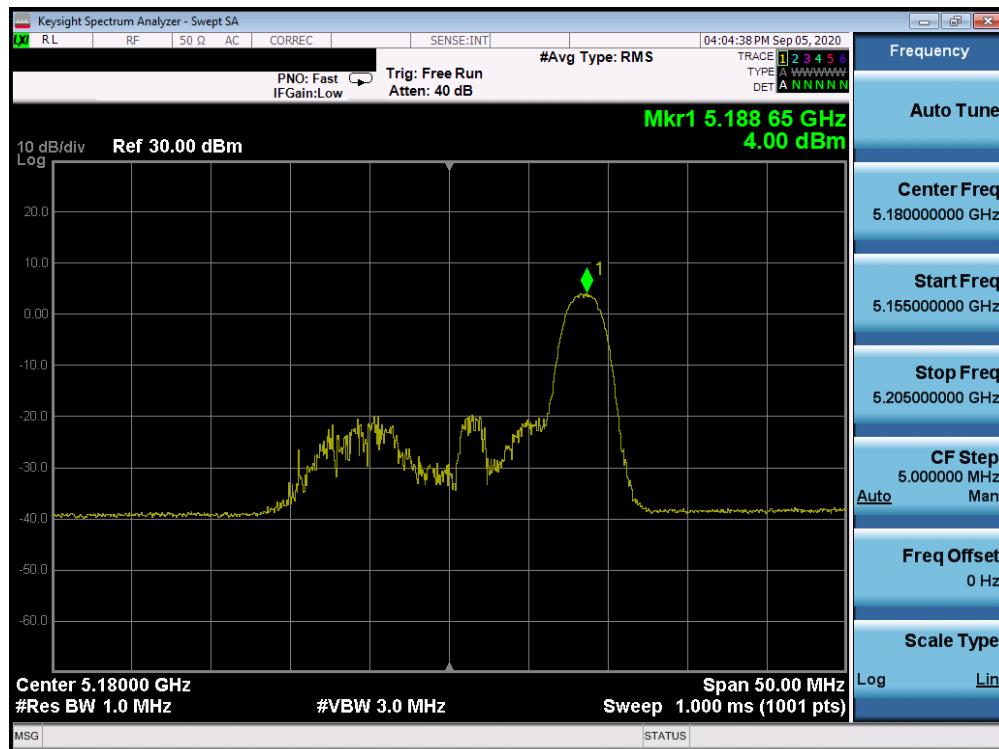 Keysight Spectrum Analyzer - Swept SA
LXI RL RF 50 Ω AC CORREC SENSE:INT 04:04:38 PM Sep 05, 2020
#Avg Type: RMS
TRACE 1 2 3 4 5 6
PNO: Fast Trig: Free Run
TYPE A WWWWW
IFGain:Low Atten: 40 dB
DET A N N N N N
Mkr1 5.188 65 GHz
4.00 dBm
10 dB/div Ref 30.00 dBm
Log
20.0
10.0
1
0.00
-10.0
-20.0
-30.0
-40.0
-50.0
-60.0
Center 5.18000 GHz Span 50.00 MHz
#Res BW 1.0 MHz #VBW 3.0 MHz Sweep 1.000 ms (1001 pts)
MSG STATUS
Frequency
Auto Tune
Center Freq
5.180000000 GHz
Start Freq
5.155000000 GHz
Stop Freq
5.205000000 GHz
CF Step
5.000000 MHz
Auto Man
Freq Offset
0 Hz
Scale Type
Log Lin